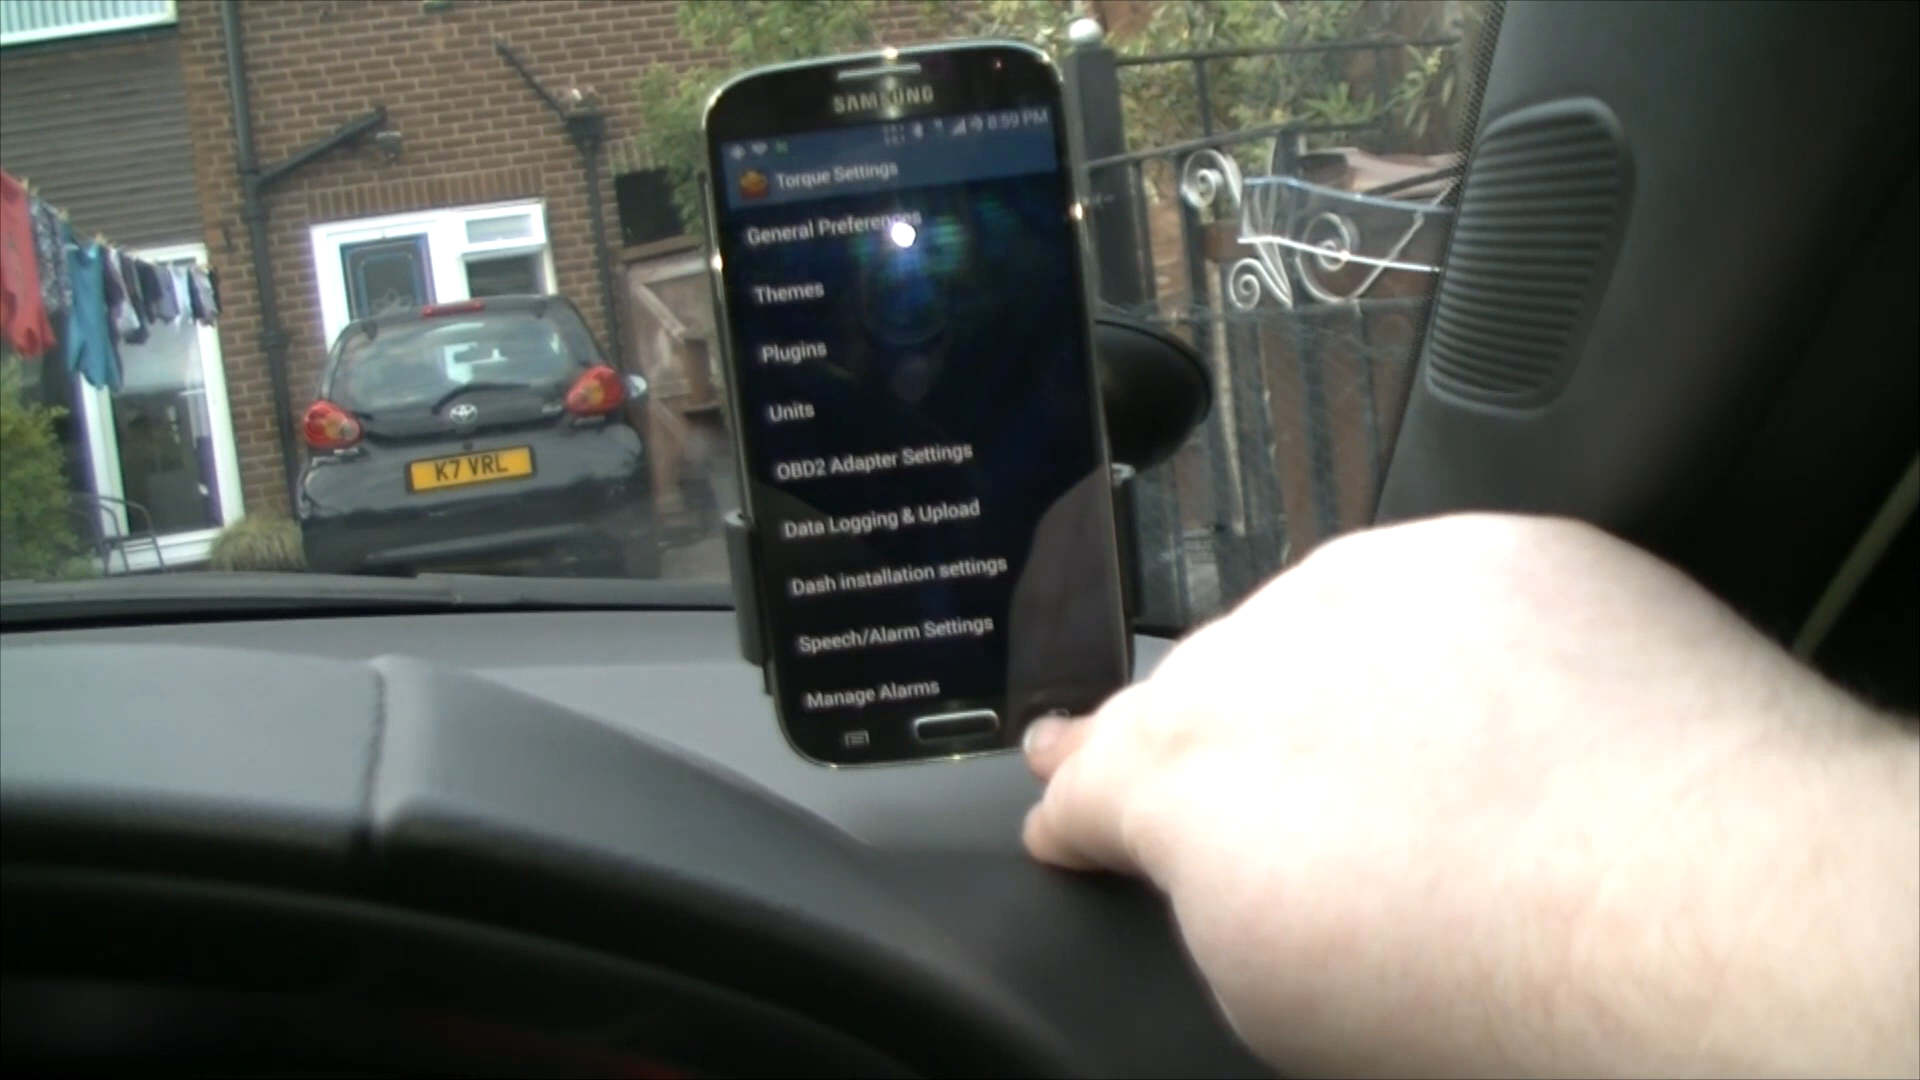 SAMSUNG
8:59 PM
Torque Settings
General Preferences
Themes
Plugins
Units
OBD2 Adapter Settings
Data Logging & Upload
Dash installation settings
Speech/Alarm Settings
Manage Alarms
K7 VRL